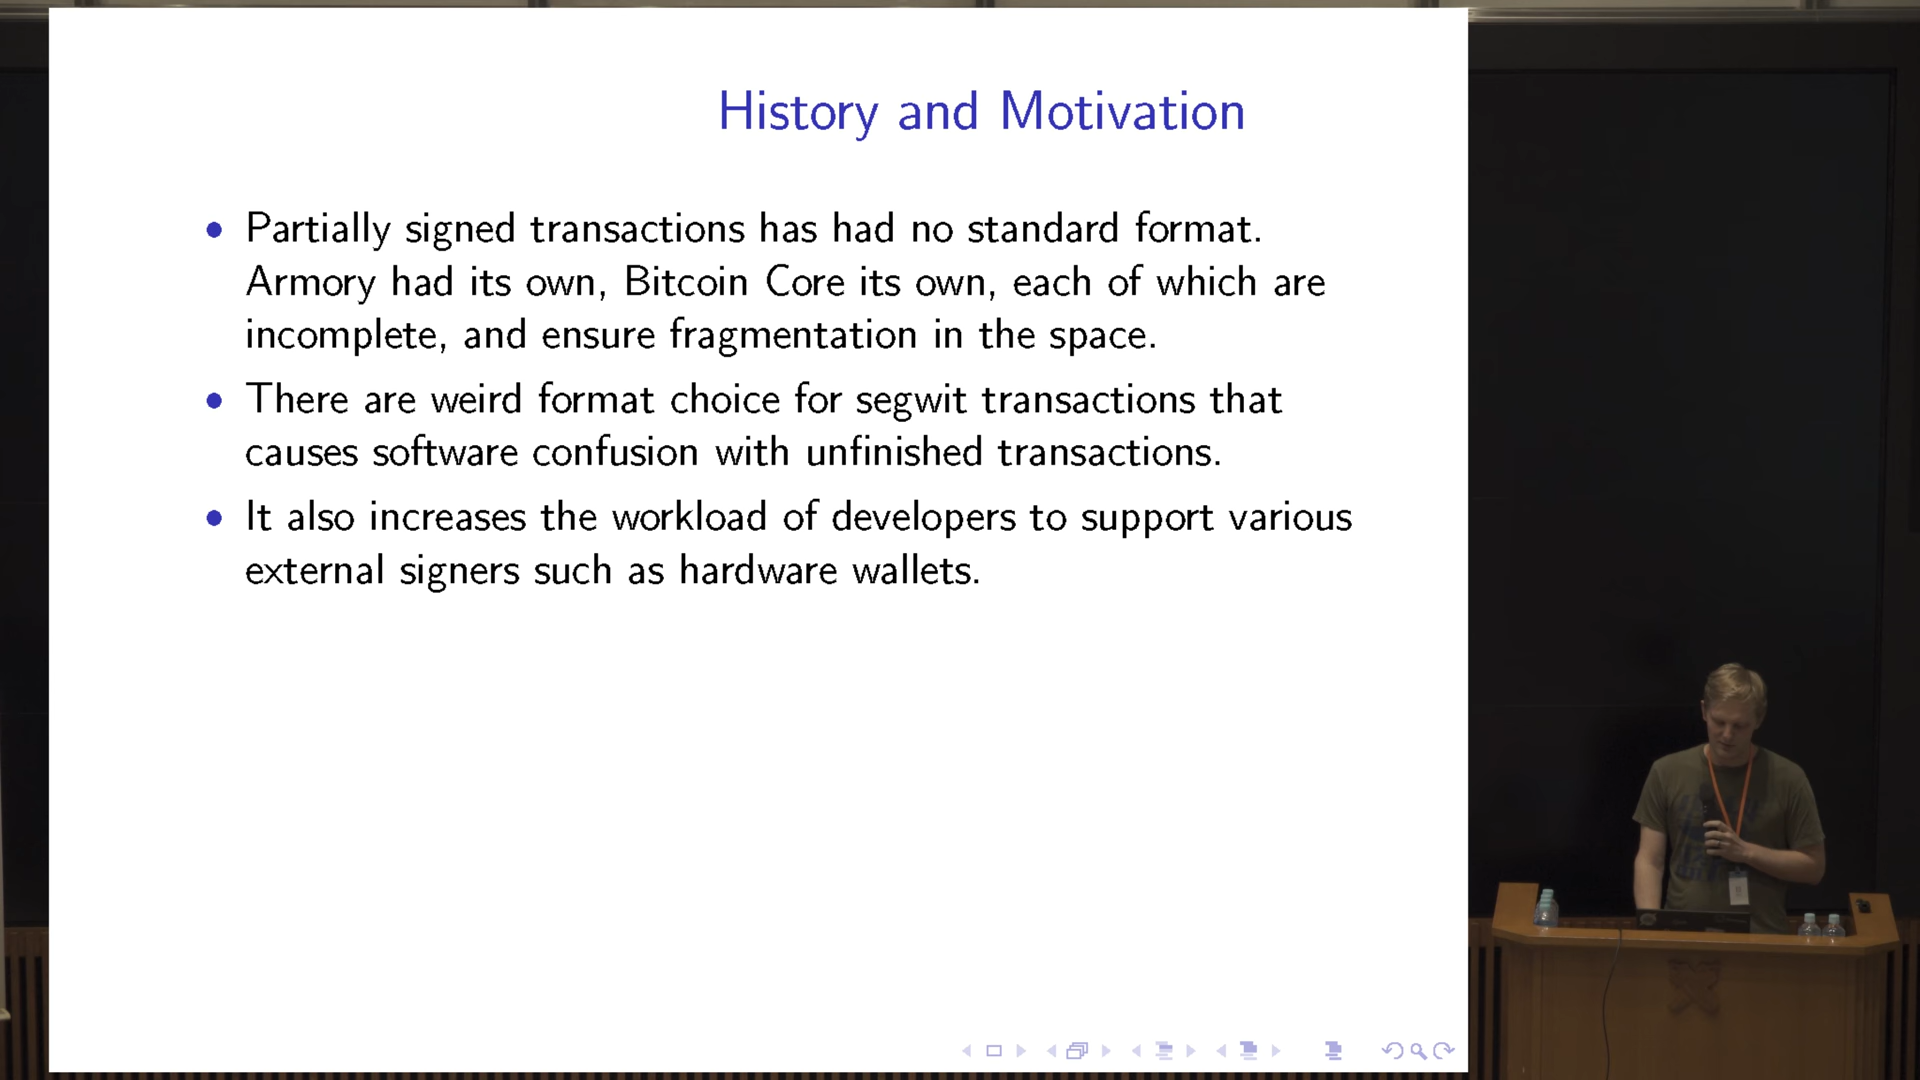 History and Motivation
• Partially signed transactions has had no standard format.
Armory had its own, Bitcoin Core its own, each of which are
incomplete, and ensure fragmentation in the space.
• There are weird format choice for segwit transactions that
causes software confusion with unfinished transactions.
• It also increases the workload of developers to support various
external signers such as hardware wallets.